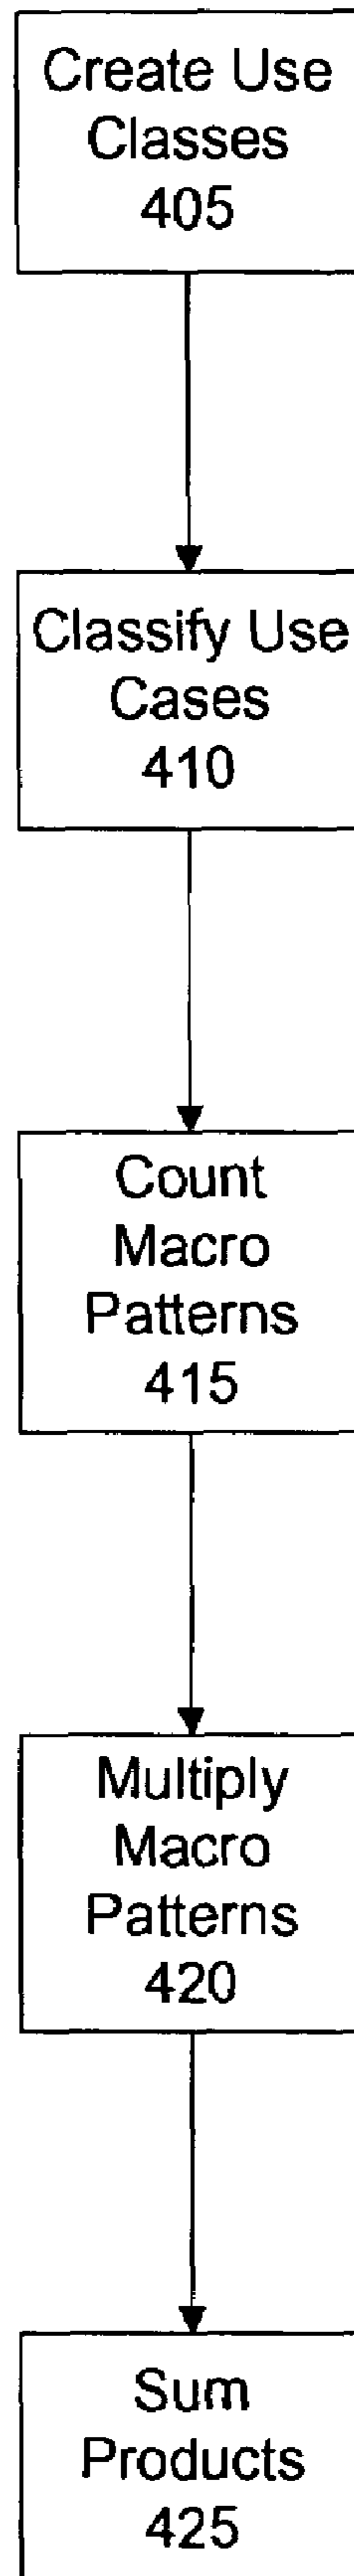 Create Use
Classes
405
Classify Use
Cases
410
Count
Macro
Patterns
415
Multiply
Macro
Patterns
420
Sum
Products
425